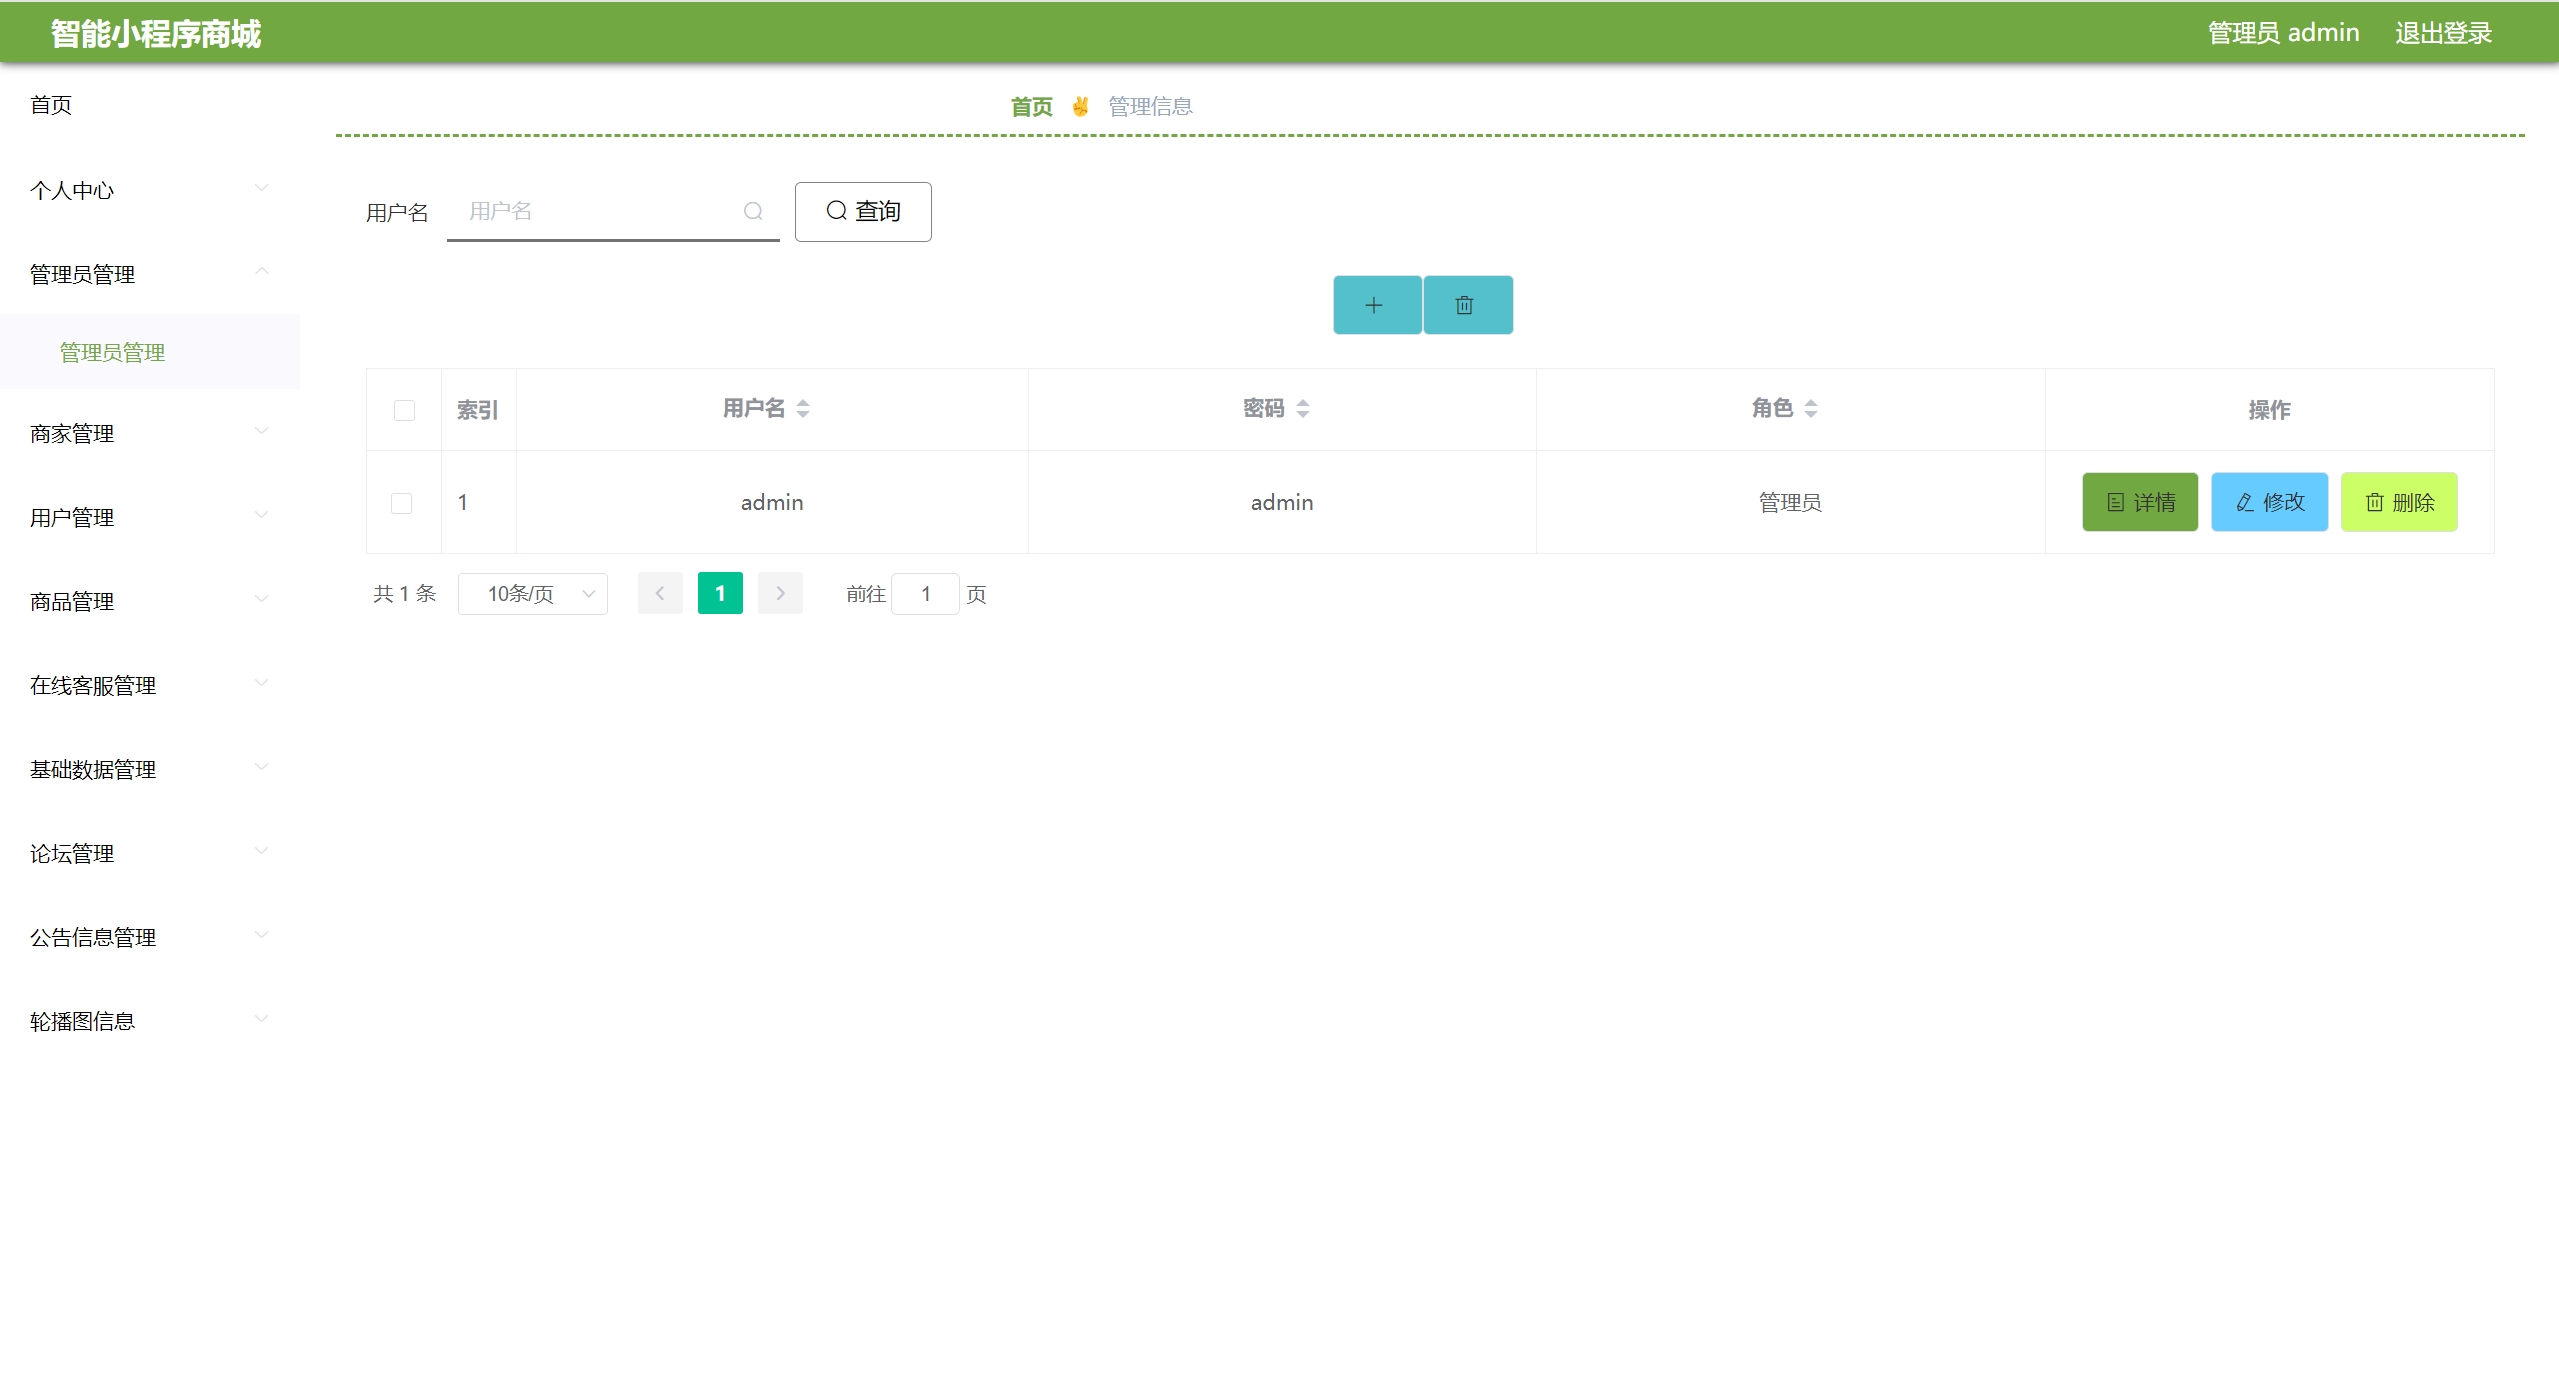 智能小程序商城
管理员 admin
退出登录
首页
个人中心
管理员管理
管理员管理
商家管理
用户管理
商品管理
在线客服管理
基础数据管理
论坛管理
公告信息管理
轮播图信息
首页 ✌ 管理信息
用户名 用户名 查询
索引 用户名 密码 角色 操作
1 admin admin 管理员 详情 修改 删除
共 1 条 10条/页 1 前往 1 页